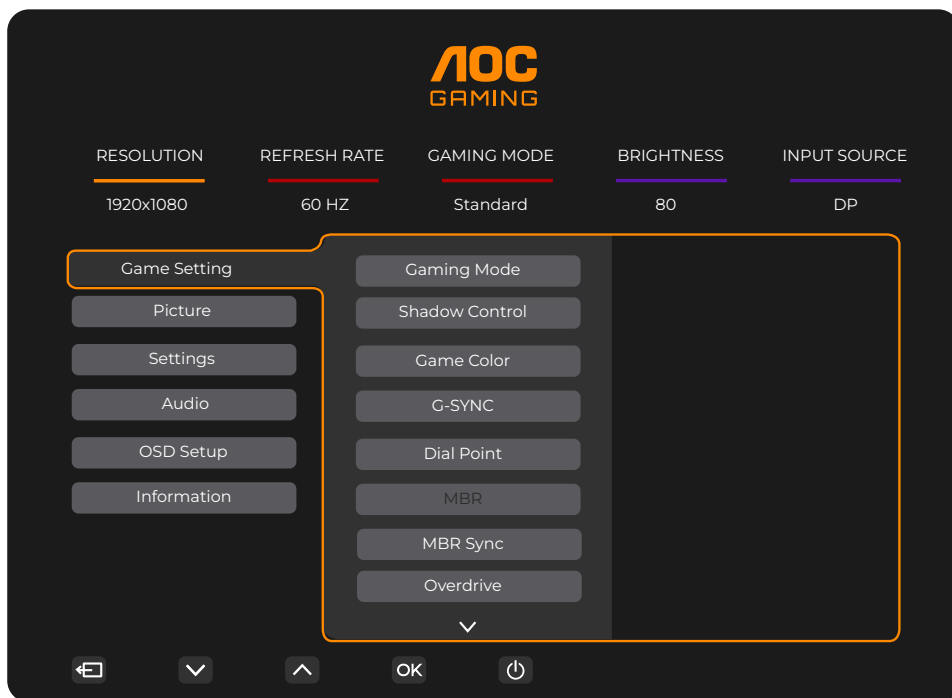 AOC
GAMING
RESOLUTION REFRESH RATE GAMING MODE BRIGHTNESS INPUT SOURCE
1920x1080 60 HZ Standard 80 DP
Game Setting
Picture
Settings
Audio
OSD Setup
Information
Gaming Mode
Shadow Control
Game Color
G-SYNC
Dial Point
MBR
MBR Sync
Overdrive
OK